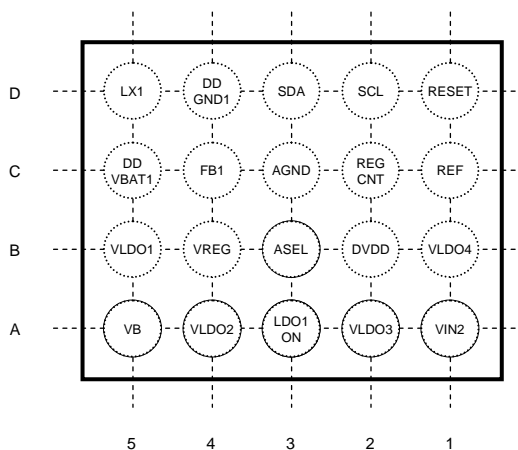 D LX1 DD GND1 SDA SCL RESET
C DD VBAT1 FB1 AGND REG CNT REF
B VLDO1 VREG ASEL DVDD VLDO4
A VB VLDO2 LDO1 ON VLDO3 VIN2
5 4 3 2 1